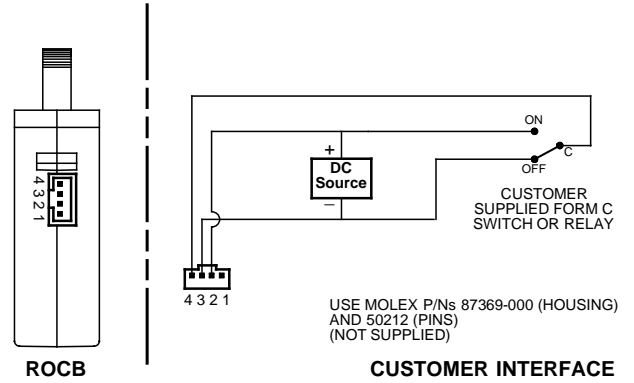 4 3 2 1
ROCB
ON
C
OFF
+
DC
Source
–
CUSTOMER
SUPPLIED FORM C
SWITCH OR RELAY
4 3 2 1
USE MOLEX P/Ns 87369-000 (HOUSING)
AND 50212 (PINS)
(NOT SUPPLIED)
CUSTOMER INTERFACE